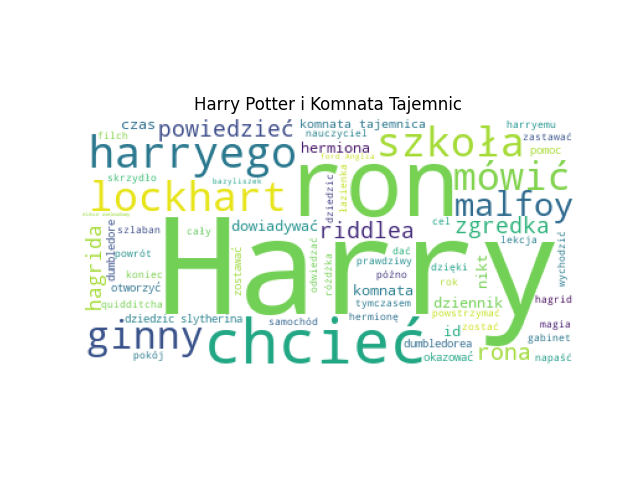 Harry Potter i Komnata Tajemnic
czas
powiedzieć
komnata tajemnica
harryemu
filch
nauczyciel
zastawać
harryego
hermiona
szkoła
ford Anglia
pomoc
skrzydło
bazyliszek
ron
mówić
lockhart
dziedzic
łazienka
malfoy
szlaban
cały
dowiadywać
riddlea
cel
zgredka
lekcja
hagrida
dumbledore
Harry
powrót
zostawać
odwiedzać
różdżka
dać
prawdziwy
dzięki
nikt
wychodzić
koniec
późno
rok
otworzyć
komnata
quidditcha
tymczasem
dziennik
hagrid
dziedzic slytherina
samochód
hermionę
powstrzymać
zostać
magia
ginny
chcieć
id
gabinet
dumbledorea
rona
pokój
okazować
napaść